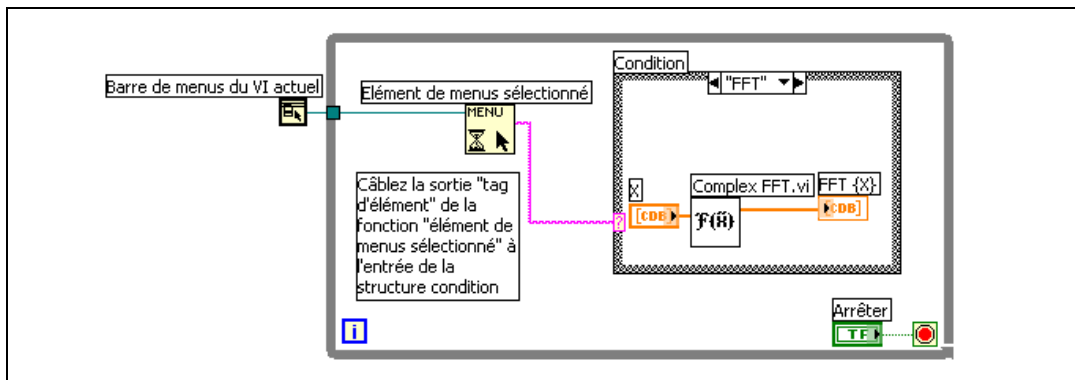 Condition
"FFT"
Barre de menus du VI actuel
Elément de menus sélectionné
MENU
Câblez la sortie "tag
d'élément" de la
fonction "élément de
menus sélectionné" à
l'entrée de la
structure condition
?
X
[CDB]
Complex FFT.vi
F(x̃)
FFT {X}
[CDB]
i
Arrêter
TF